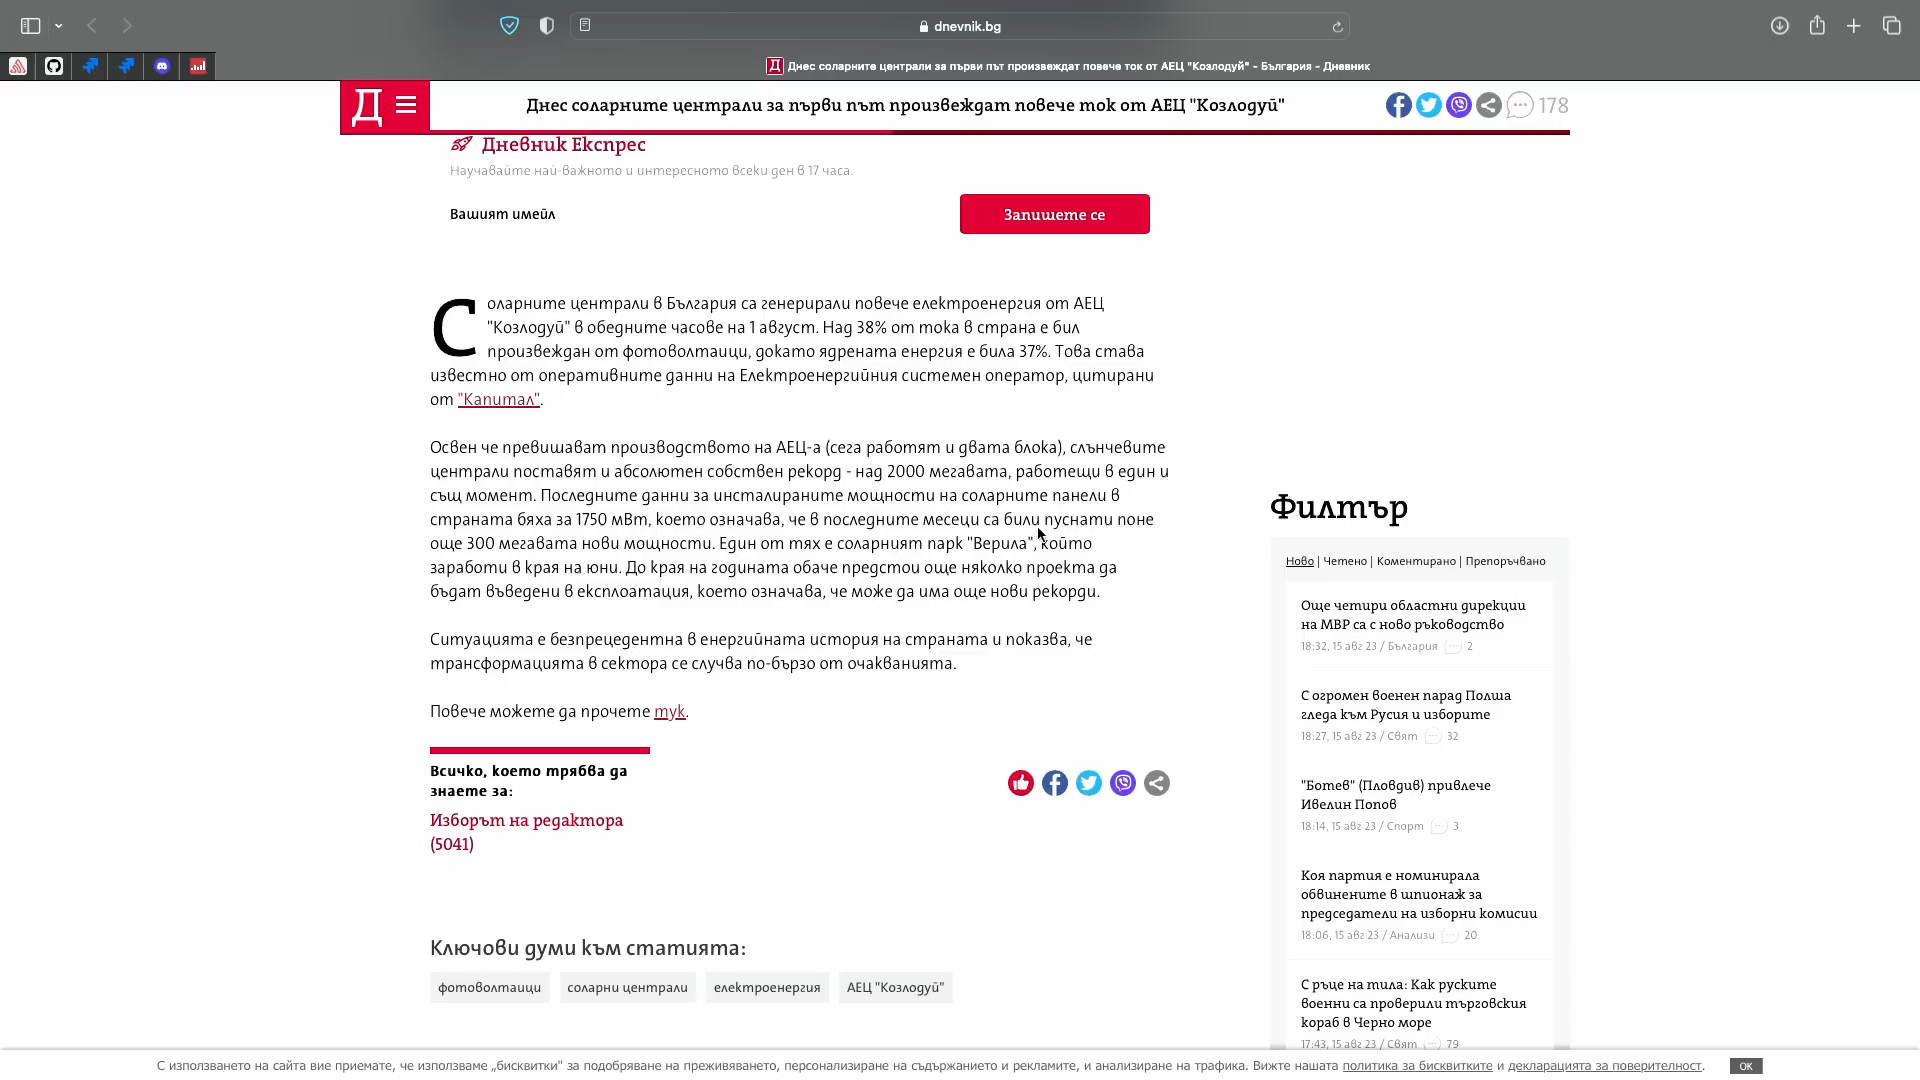 dnevnik.bg
Днес соларните централи за първи път произвеждат повече ток от АЕЦ "Козлодуй" - България - Дневник
Д
Днес соларните централи за първи път произвеждат повече ток от АЕЦ "Козлодуй"
178
Дневник Експрес
Научавайте най-важното и интересното всеки ден в 17 часа.
Вашият имейл
Запишете се
Соларните централи в България са генерирали повече електроенергия от АЕЦ
"Козлодуй" в обедните часове на 1 август. Над 38% от тока в страна е бил
произвеждан от фотоволтаици, докато ядрената енергия е била 37%. Това става
известно от оперативните данни на Електроенергийния системен оператор, цитирани
от "Капитал".
Освен че превишават производството на АЕЦ-а (сега работят и двата блока), слънчевите
централи поставят и абсолютен собствен рекорд - над 2000 мегавата, работещи в един и
същ момент. Последните данни за инсталираните мощности на соларните панели в
страната бяха за 1750 мВт, което означава, че в последните месеци са били пуснати поне
още 300 мегавата нови мощности. Един от тях е соларният парк "Верила", който
заработи в края на юни. До края на годината обаче предстои още няколко проекта да
бъдат въведени в експлоатация, което означава, че може да има още нови рекорди.
Ситуацията е безпрецедентна в енергийната история на страната и показва, че
трансформацията в сектора се случва по-бързо от очакванията.
Повече можете да прочете тук.
Всичко, което трябва да
знаете за:
Изборът на редактора
(5041)
Ключови думи към статията:
фотоволтаици
соларни централи
електроенергия
АЕЦ "Козлодуй"
Филтър
Ново | Четено | Коментирано | Препоръчвано
Още четири областни дирекции
на МВР са с ново ръководство
18:32, 15 авг 23 / България 2
С огромен военен парад Полша
гледа към Русия и изборите
18:27, 15 авг 23 / Свят 32
"Ботев" (Пловдив) привлече
Ивелин Попов
18:14, 15 авг 23 / Спорт 3
Коя партия е номинирала
обвинените в шпионаж за
председатели на изборни комисии
18:06, 15 авг 23 / Анализи 20
С ръце на тила: Как руските
военни са проверили търговския
кораб в Черно море
17:43, 15 авг 23 / Свят 79
С използването на сайта вие приемате, че използваме „бисквитки" за подобряване на преживяването, персонализиране на съдържанието и рекламите, и анализиране на трафика. Вижте нашата политика за бисквитките и декларацията за поверителност.
OK